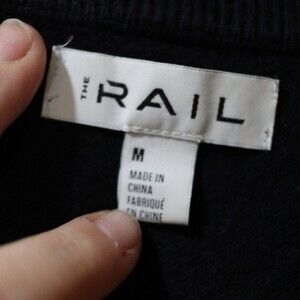 THE RAIL
M
MADE IN
CHINA
FABRIQUÉ
EN CHINE